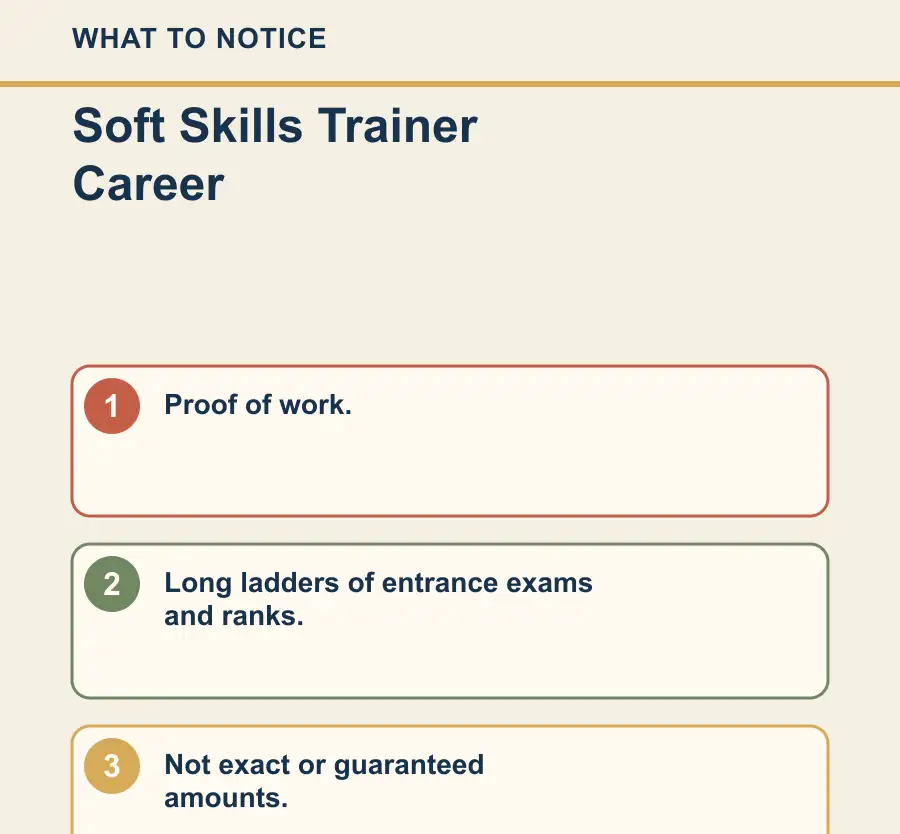 WHAT TO NOTICE
Soft Skills Trainer
Career
1
Proof of work.
2
Long ladders of entrance exams
and ranks.
3
Not exact or guaranteed
amounts.